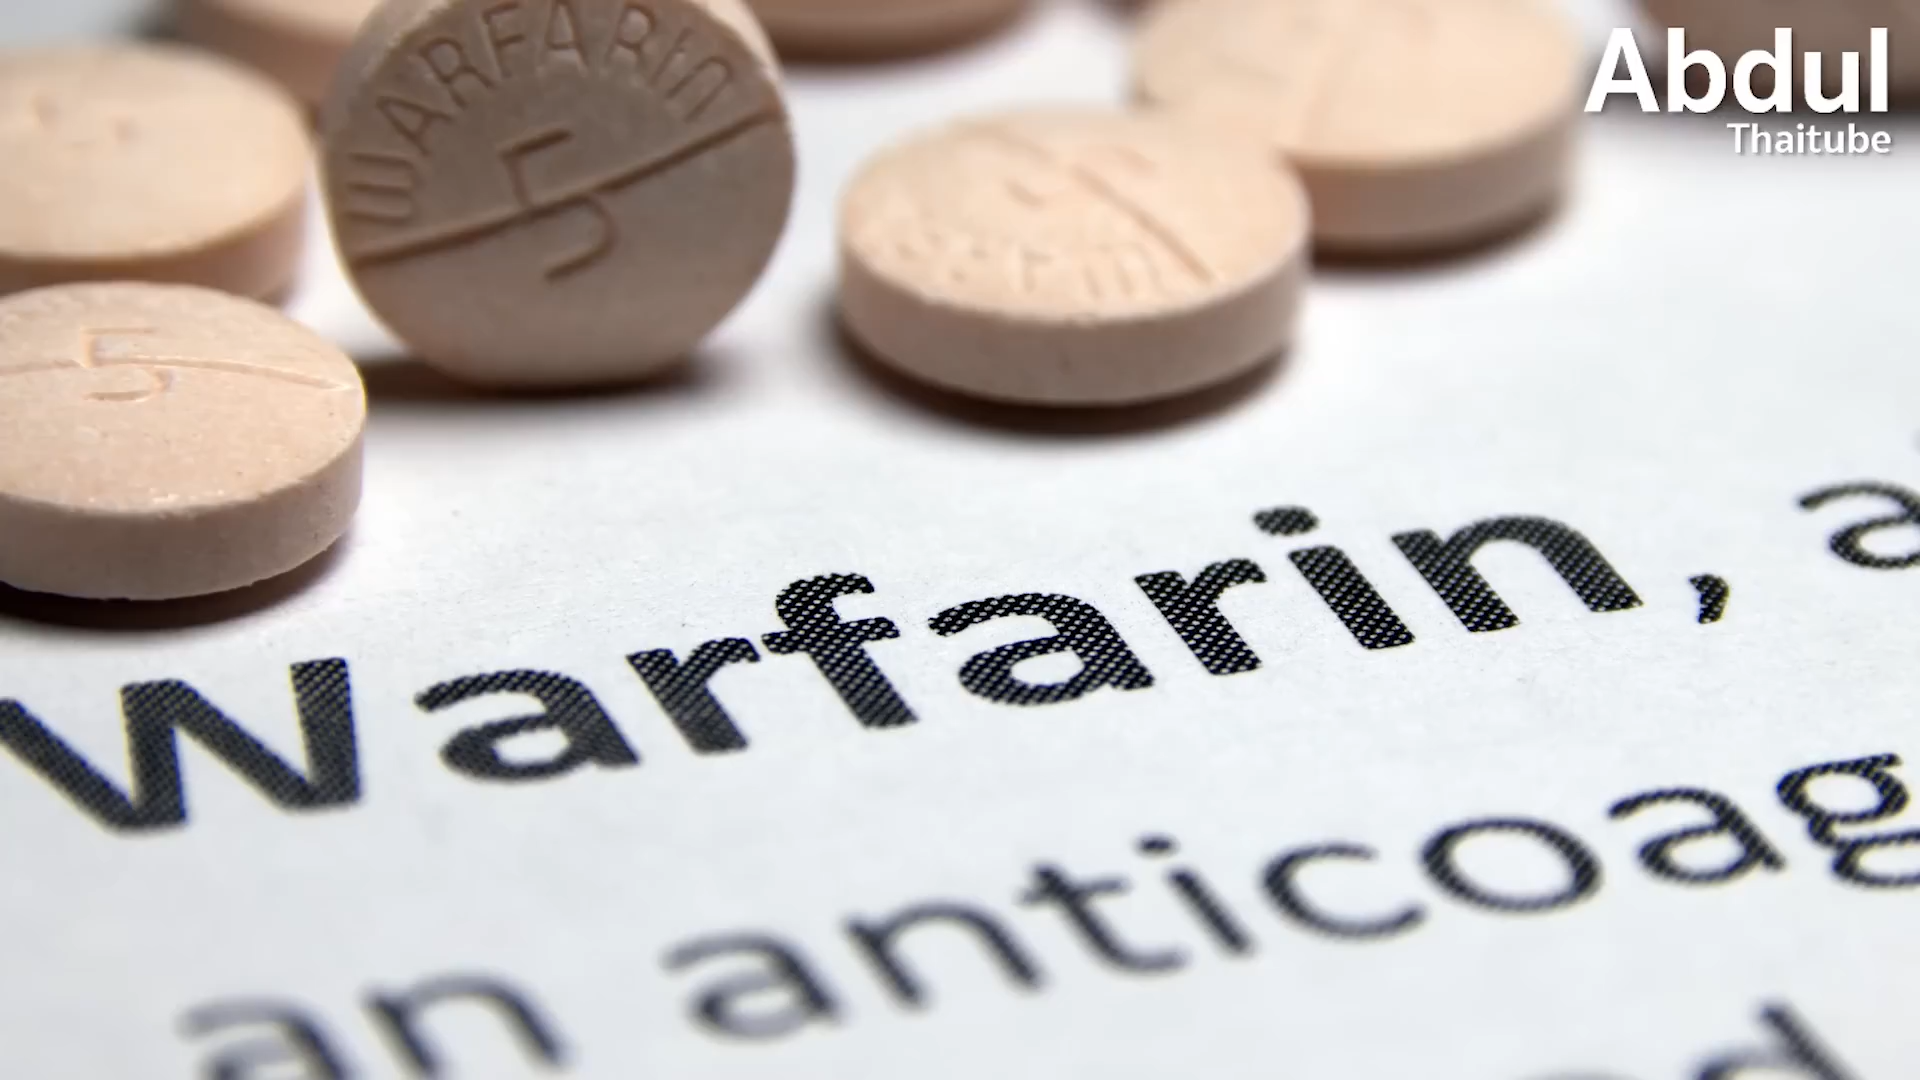 WARFARIN
5
5
Abdul
Thaitube
Warfarin,
an anticoag